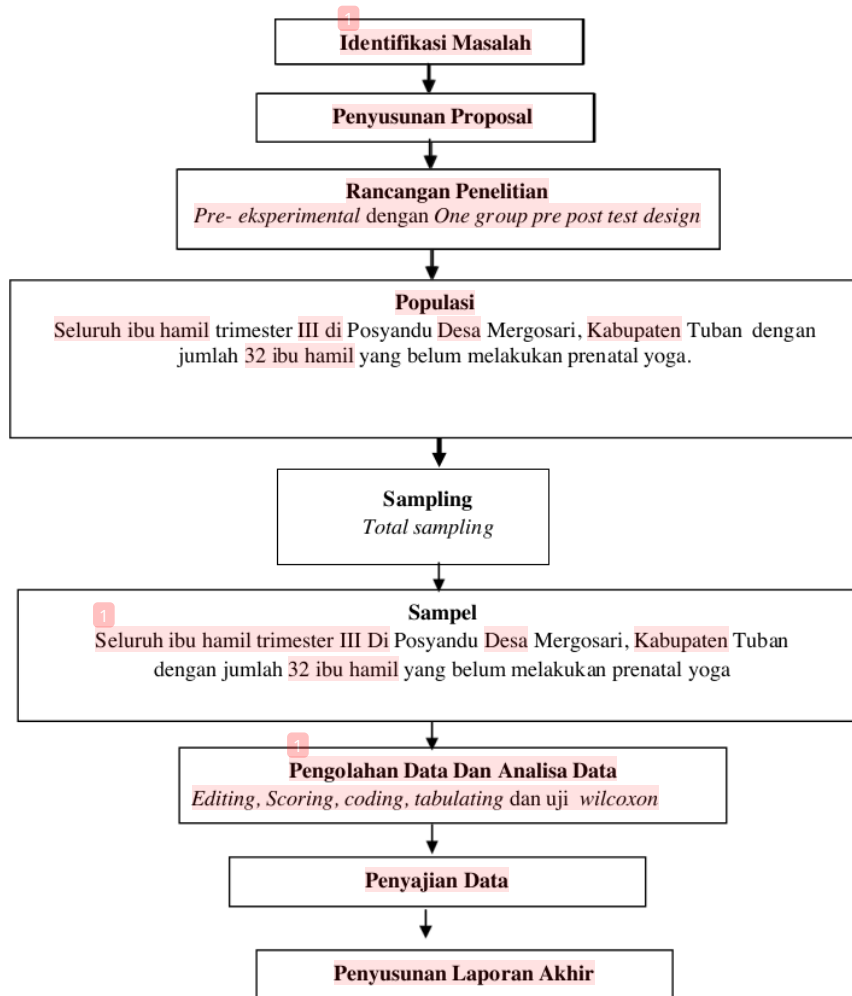 1
Identifikasi Masalah
Penyusunan Proposal
Rancangan Penelitian
Pre- eksperimental dengan One group pre post test design
Populasi
Seluruh ibu hamil trimester III di Posyandu Desa Mergosari, Kabupaten Tuban dengan
jumlah 32 ibu hamil yang belum melakukan prenatal yoga.
Sampling
Total sampling
1
Sampel
Seluruh ibu hamil trimester III Di Posyandu Desa Mergosari, Kabupaten Tuban
dengan jumlah 32 ibu hamil yang belum melakukan prenatal yoga
1
Pengolahan Data Dan Analisa Data
Editing, Scoring, coding, tabulating dan uji wilcoxon
Penyajian Data
Penyusunan Laporan Akhir